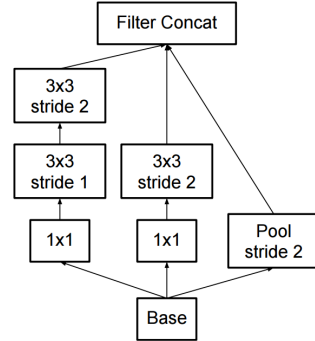 Filter Concat
3x3
stride 2
3x3
stride 1
3x3
stride 2
1x1
1x1
Pool
stride 2
Base